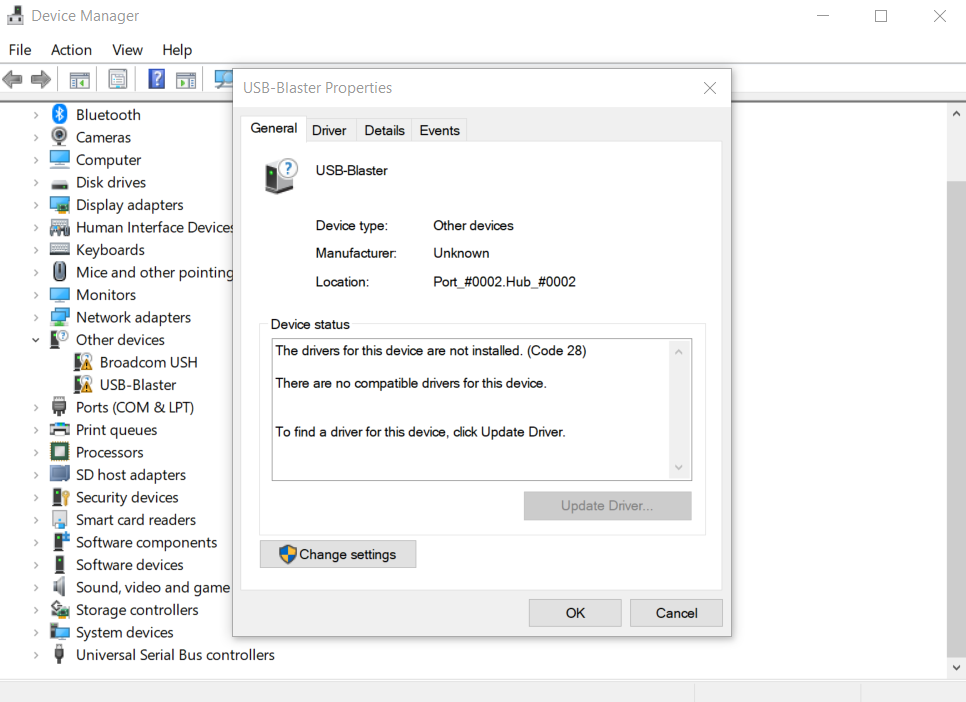 Device Manager
File Action View Help
USB-Blaster Properties
General Driver Details Events
USB-Blaster
Device type: Other devices
Manufacturer: Unknown
Location: Port_#0002.Hub_#0002
Device status
The drivers for this device are not installed. (Code 28)
There are no compatible drivers for this device.
To find a driver for this device, click Update Driver.
Update Driver...
Change settings
OK Cancel
Bluetooth
Cameras
Computer
Disk drives
Display adapters
Human Interface Devices
Keyboards
Mice and other pointing
Monitors
Network adapters
Other devices
Broadcom USH
USB-Blaster
Ports (COM & LPT)
Print queues
Processors
SD host adapters
Security devices
Smart card readers
Software components
Software devices
Sound, video and game
Storage controllers
System devices
Universal Serial Bus controllers